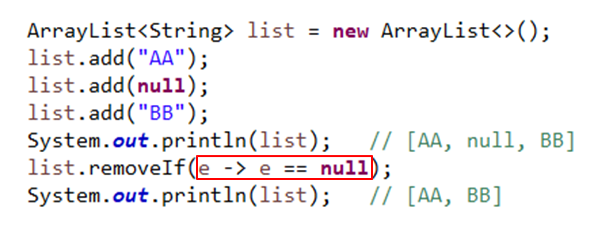 ArrayList<String> list = new ArrayList<>();
list.add("AA");
list.add(null);
list.add("BB");
System.out.println(list);   // [AA, null, BB]
list.removeIf(e -> e == null);
System.out.println(list);   // [AA, BB]